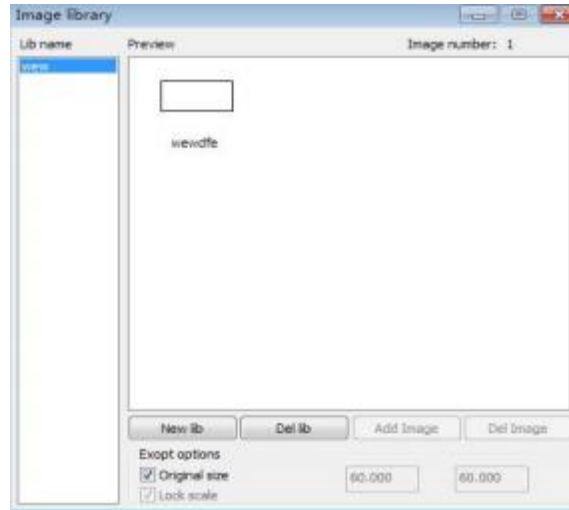 Image library
Lib name Preview Image number: 1
wew
wewdfe
New lib Del lib Add Image Del Image
Exopt options
Original size 60.000 60.000
Lock scale